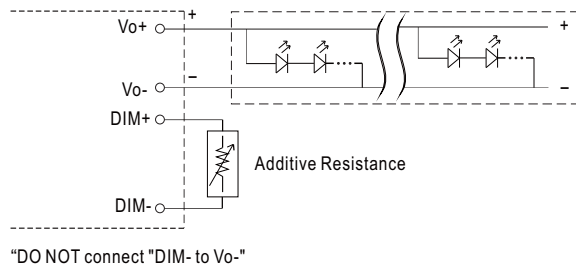 Vo+
+
+
Vo-
–
–
DIM+
Additive Resistance
DIM-
“DO NOT connect "DIM- to Vo-"